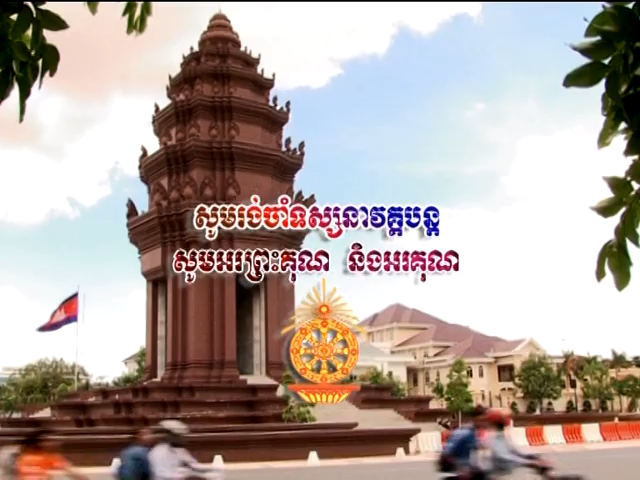 សូមរង់ចាំទស្សនាវគ្គបន្ត
សូមអរព្រះគុណ និងអរគុណ